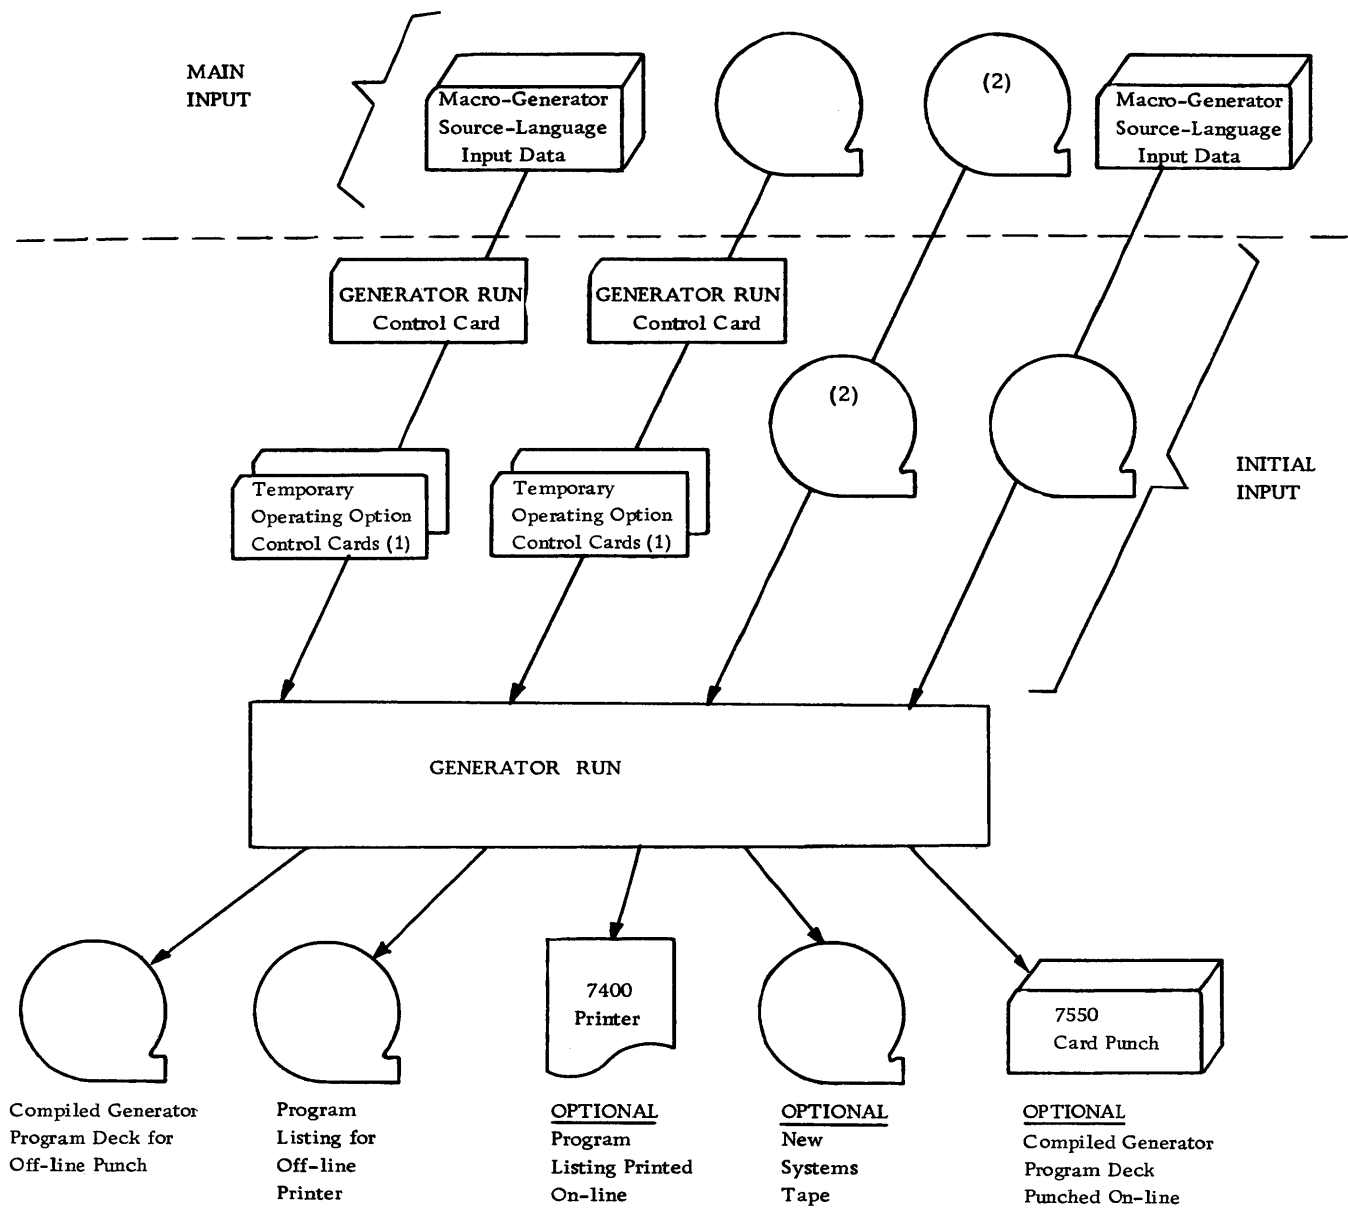 MAIN
INPUT
Macro-Generator
Source-Language
Input Data
(2)
Macro-Generator
Source-Language
Input Data
GENERATOR RUN
Control Card
GENERATOR RUN
Control Card
(2)
INITIAL
INPUT
Temporary
Operating Option
Control Cards (1)
Temporary
Operating Option
Control Cards (1)
GENERATOR RUN
7400
Printer
7550
Card Punch
Compiled Generator
Program Deck for
Off-line Punch
Program
Listing for
Off-line
Printer
OPTIONAL
Program
Listing Printed
On-line
OPTIONAL
New
Systems
Tape
OPTIONAL
Compiled Generator
Program Deck
Punched On-line